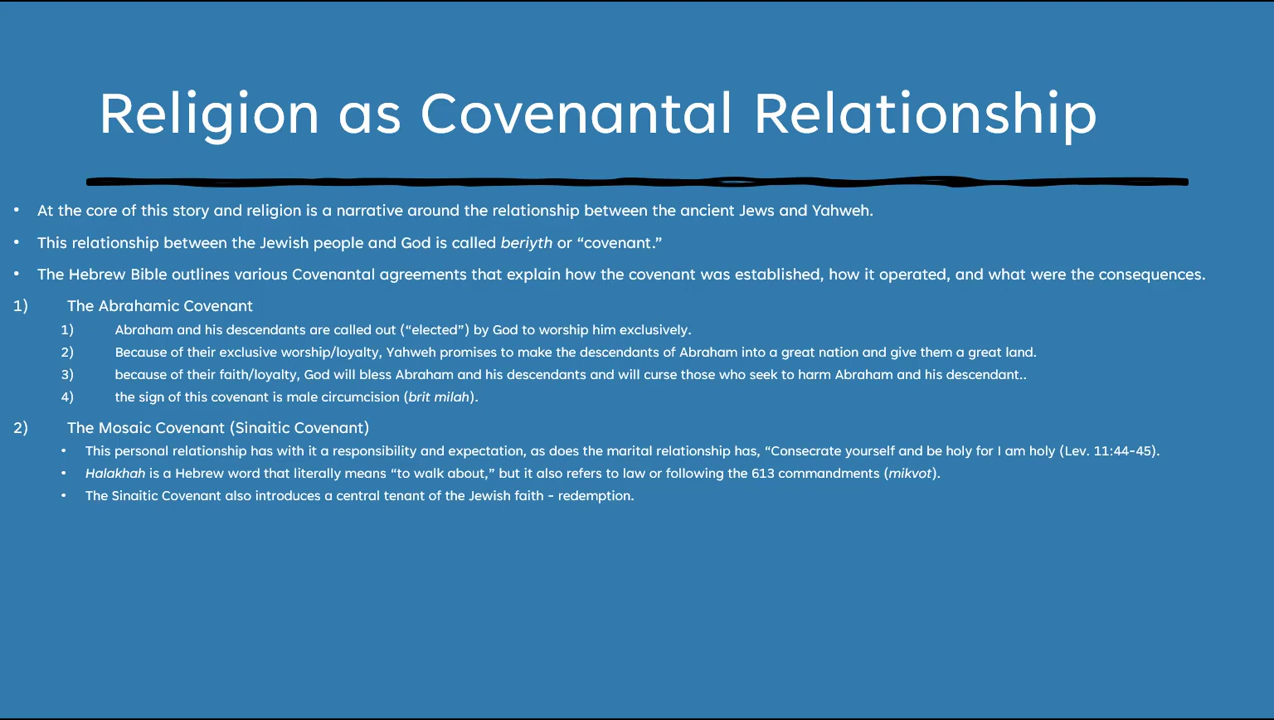 Religion as Covenantal Relationship
• At the core of this story and religion is a narrative around the relationship between the ancient Jews and Yahweh.
• This relationship between the Jewish people and God is called beriyth or “covenant.”
• The Hebrew Bible outlines various Covenantal agreements that explain how the covenant was established, how it operated, and what were the consequences.
1) The Abrahamic Covenant
1) Abraham and his descendants are called out (“elected”) by God to worship him exclusively.
2) Because of their exclusive worship/loyalty, Yahweh promises to make the descendants of Abraham into a great nation and give them a great land.
3) because of their faith/loyalty, God will bless Abraham and his descendants and will curse those who seek to harm Abraham and his descendant..
4) the sign of this covenant is male circumcision (brit milah).
2) The Mosaic Covenant (Sinaitic Covenant)
• This personal relationship has with it a responsibility and expectation, as does the marital relationship has, “Consecrate yourself and be holy for I am holy (Lev. 11:44-45).
• Halakhah is a Hebrew word that literally means “to walk about,” but it also refers to law or following the 613 commandments (mikvot).
• The Sinaitic Covenant also introduces a central tenant of the Jewish faith - redemption.